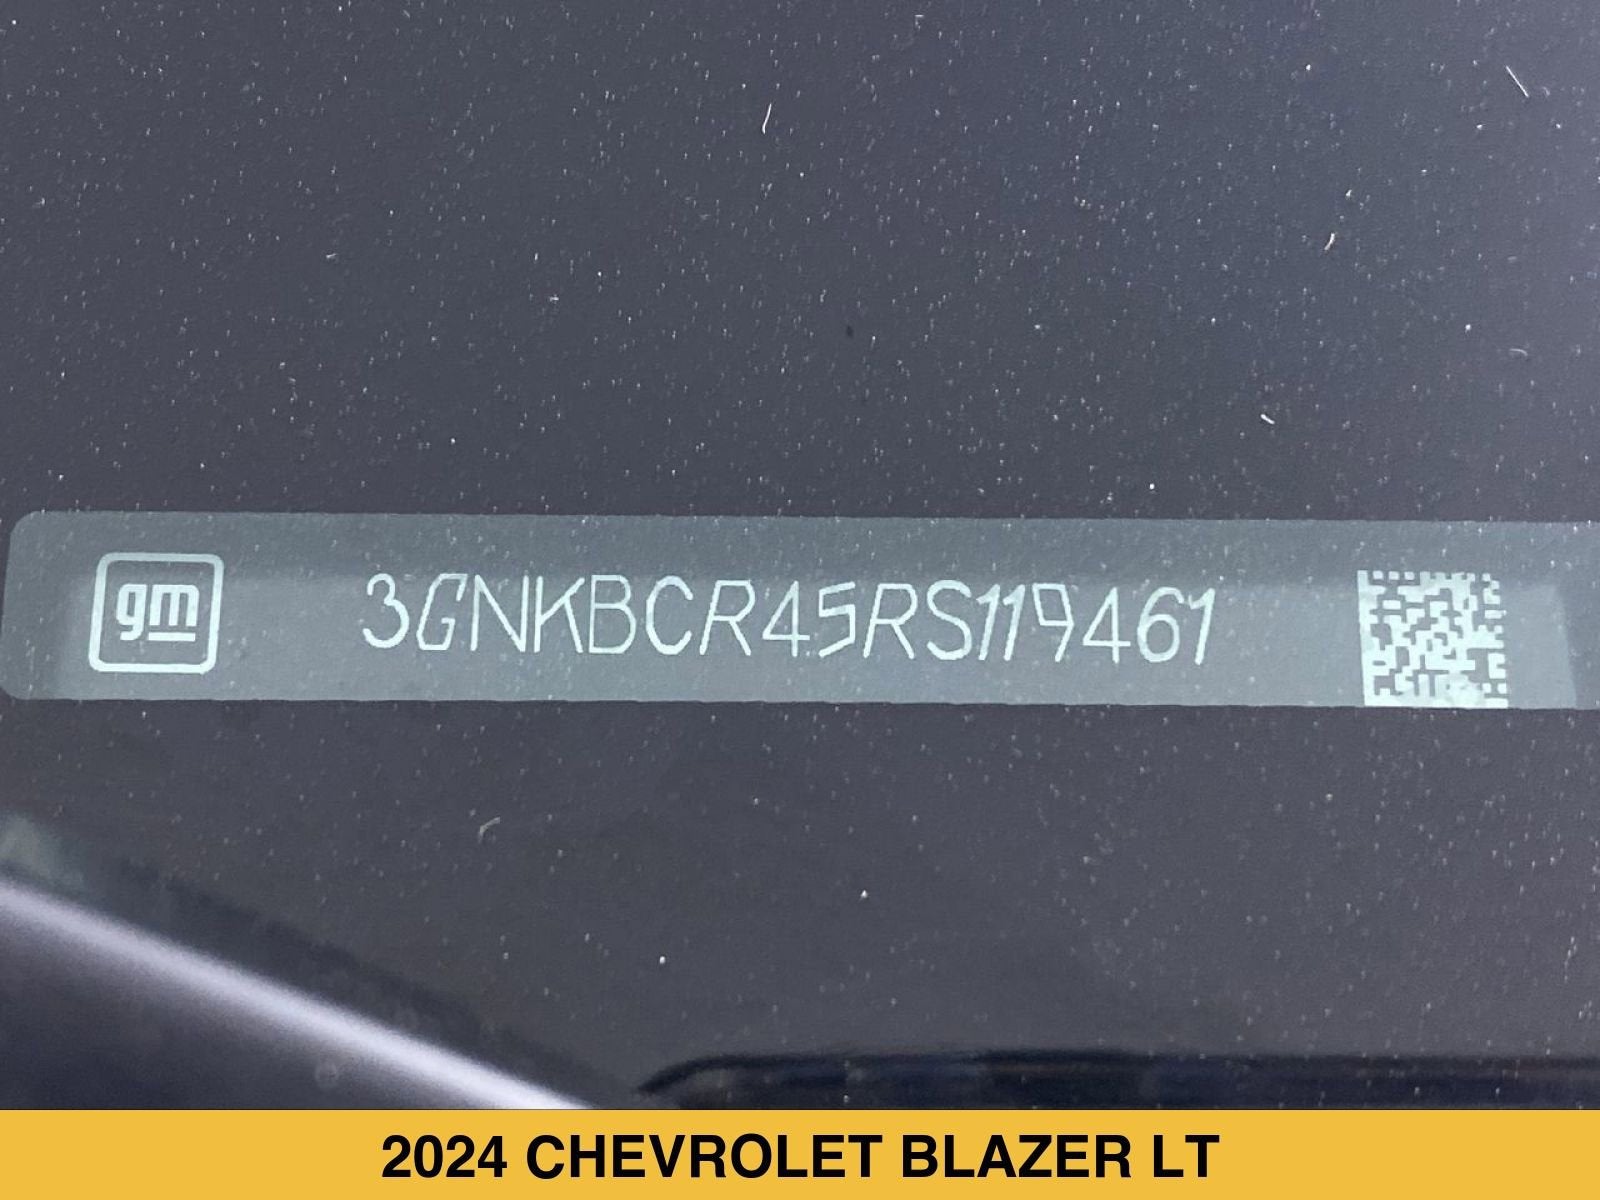 gm
3GNKBCR45RS119461
2024 CHEVROLET BLAZER LT